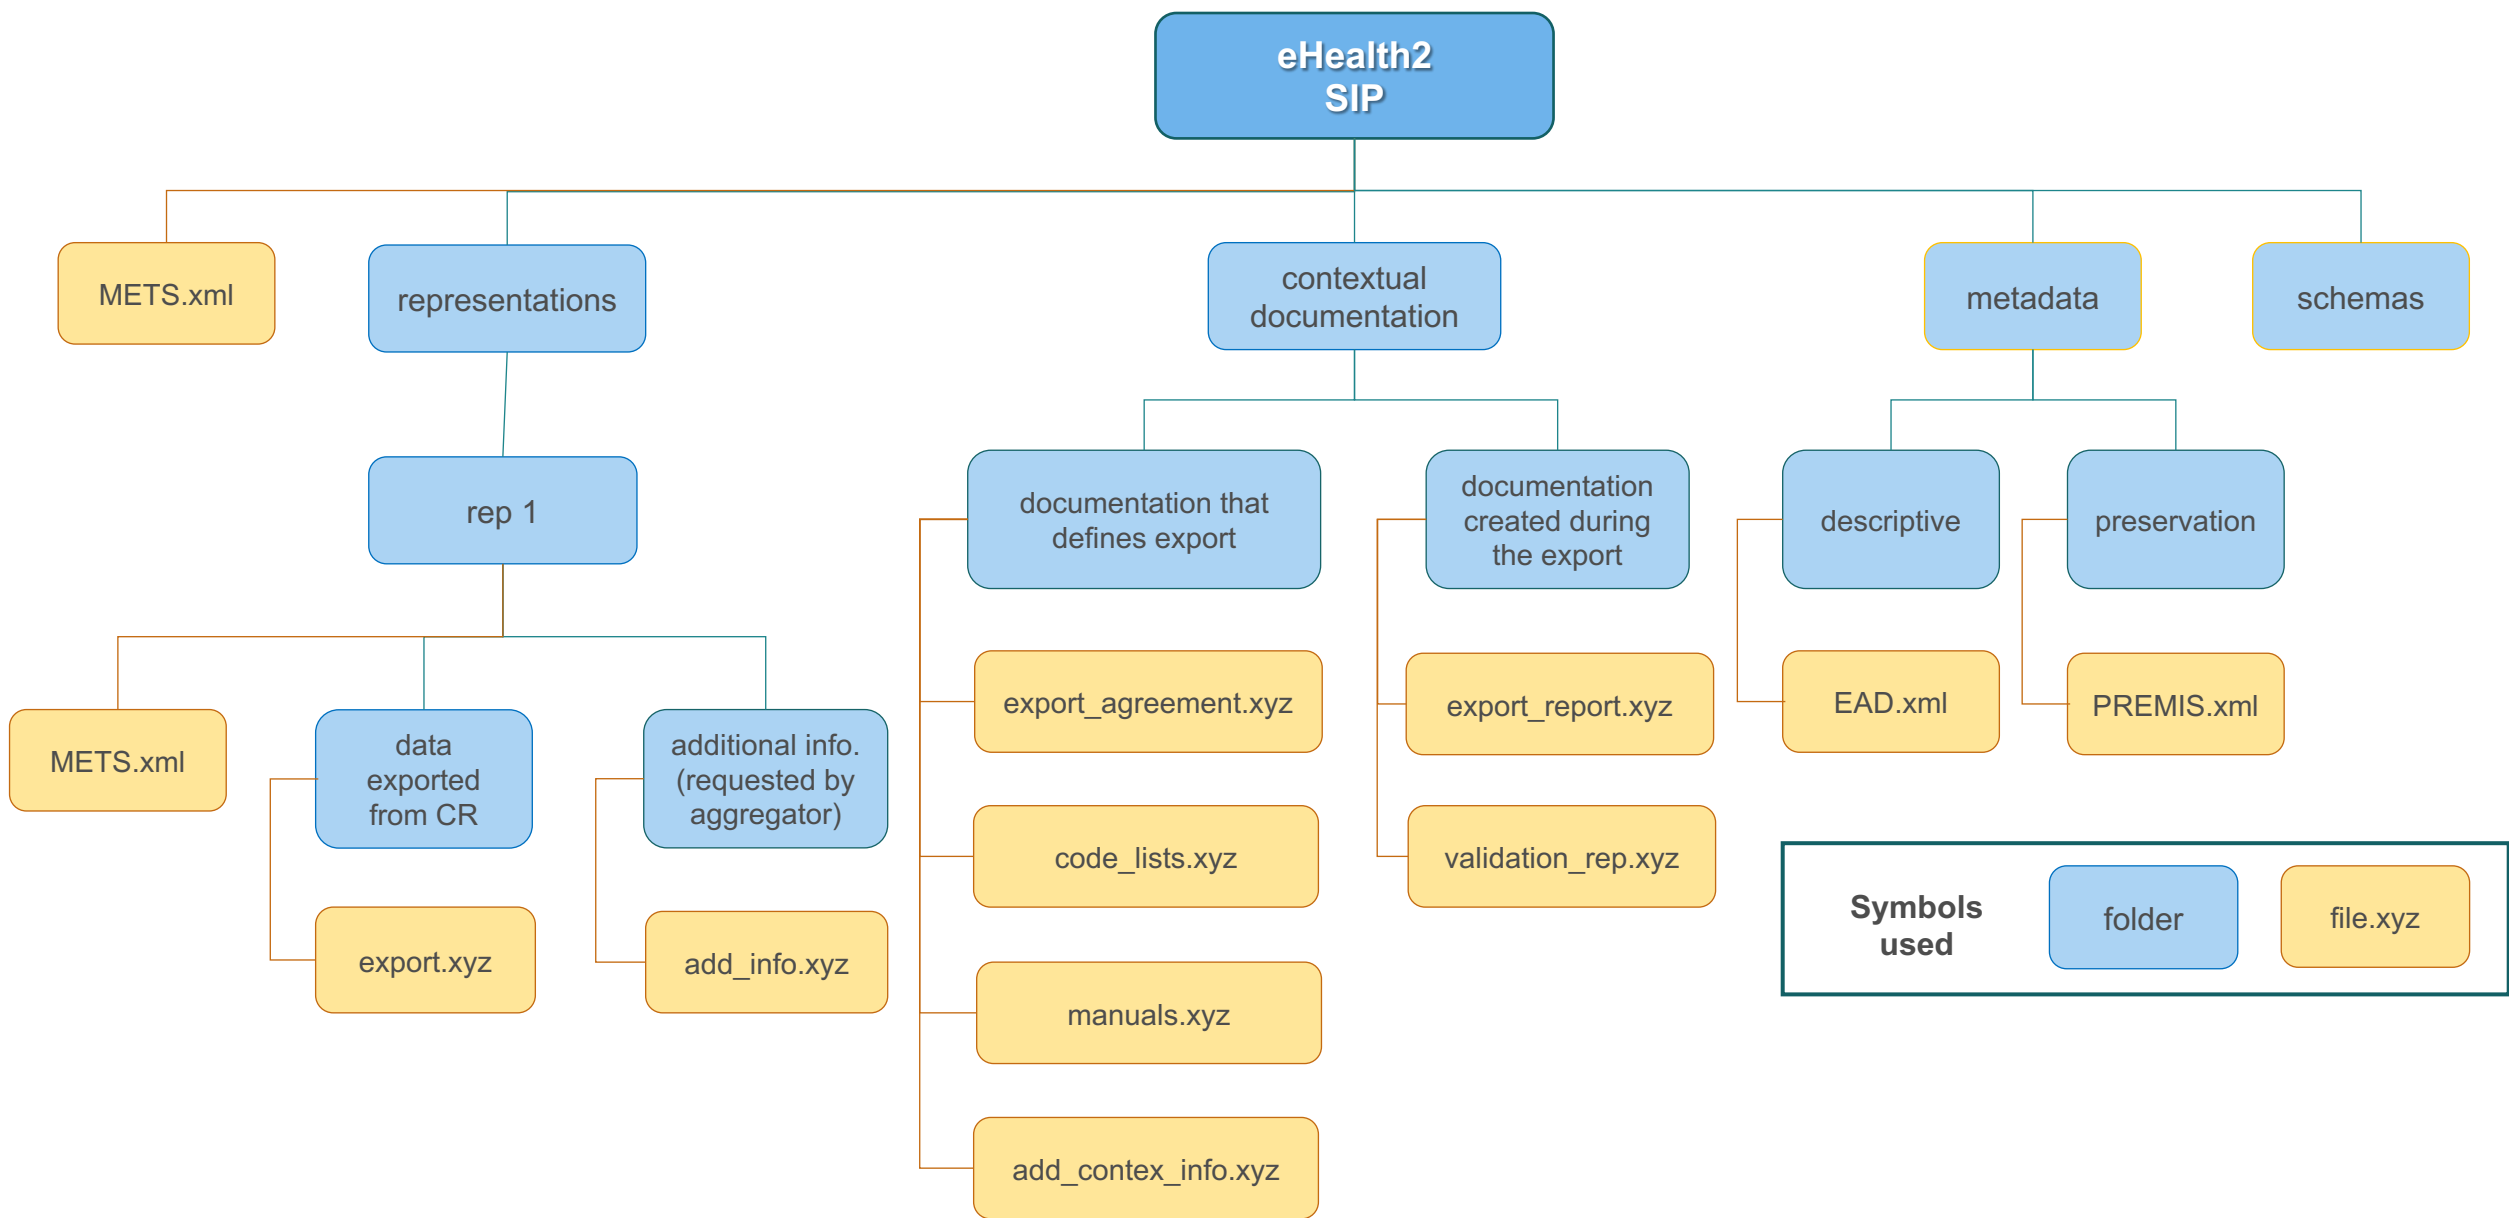 eHealth2
SIP
METS.xml
representations
contextual
documentation
metadata
schemas
rep 1
documentation that
defines export
documentation
created during
the export
descriptive
preservation
METS.xml
data
exported
from CR
additional info.
(requested by
aggregator)
export_agreement.xyz
export_report.xyz
EAD.xml
PREMIS.xml
code_lists.xyz
validation_rep.xyz
export.xyz
add_info.xyz
manuals.xyz
add_contex_info.xyz
Symbols
used
folder
file.xyz